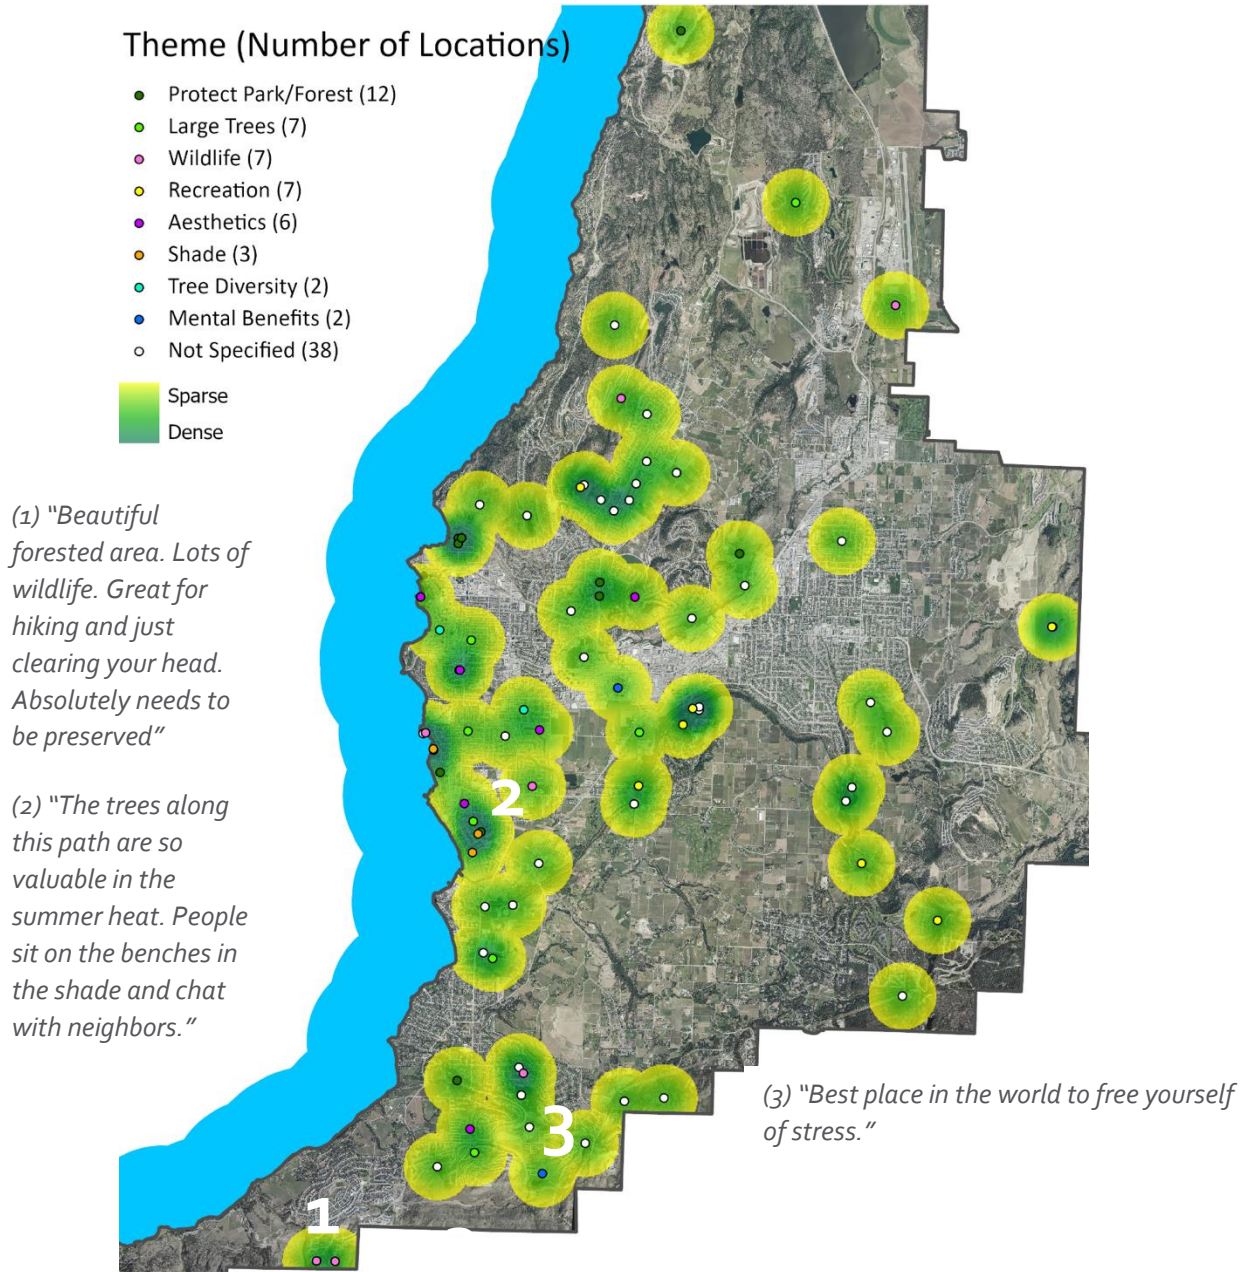 Theme (Number of Locations)
Protect Park/Forest (12)
Large Trees (7)
Wildlife (7)
Recreation (7)
Aesthetics (6)
Shade (3)
Tree Diversity (2)
Mental Benefits (2)
Not Specified (38)
Sparse
Dense
(1) “Beautiful
forested area. Lots of
wildlife. Great for
hiking and just
clearing your head.
Absolutely needs to
be preserved”
(2) “The trees along
this path are so
valuable in the
summer heat. People
sit on the benches in
the shade and chat
with neighbors.”
2
3
1
(3) “Best place in the world to free yourself
of stress.”